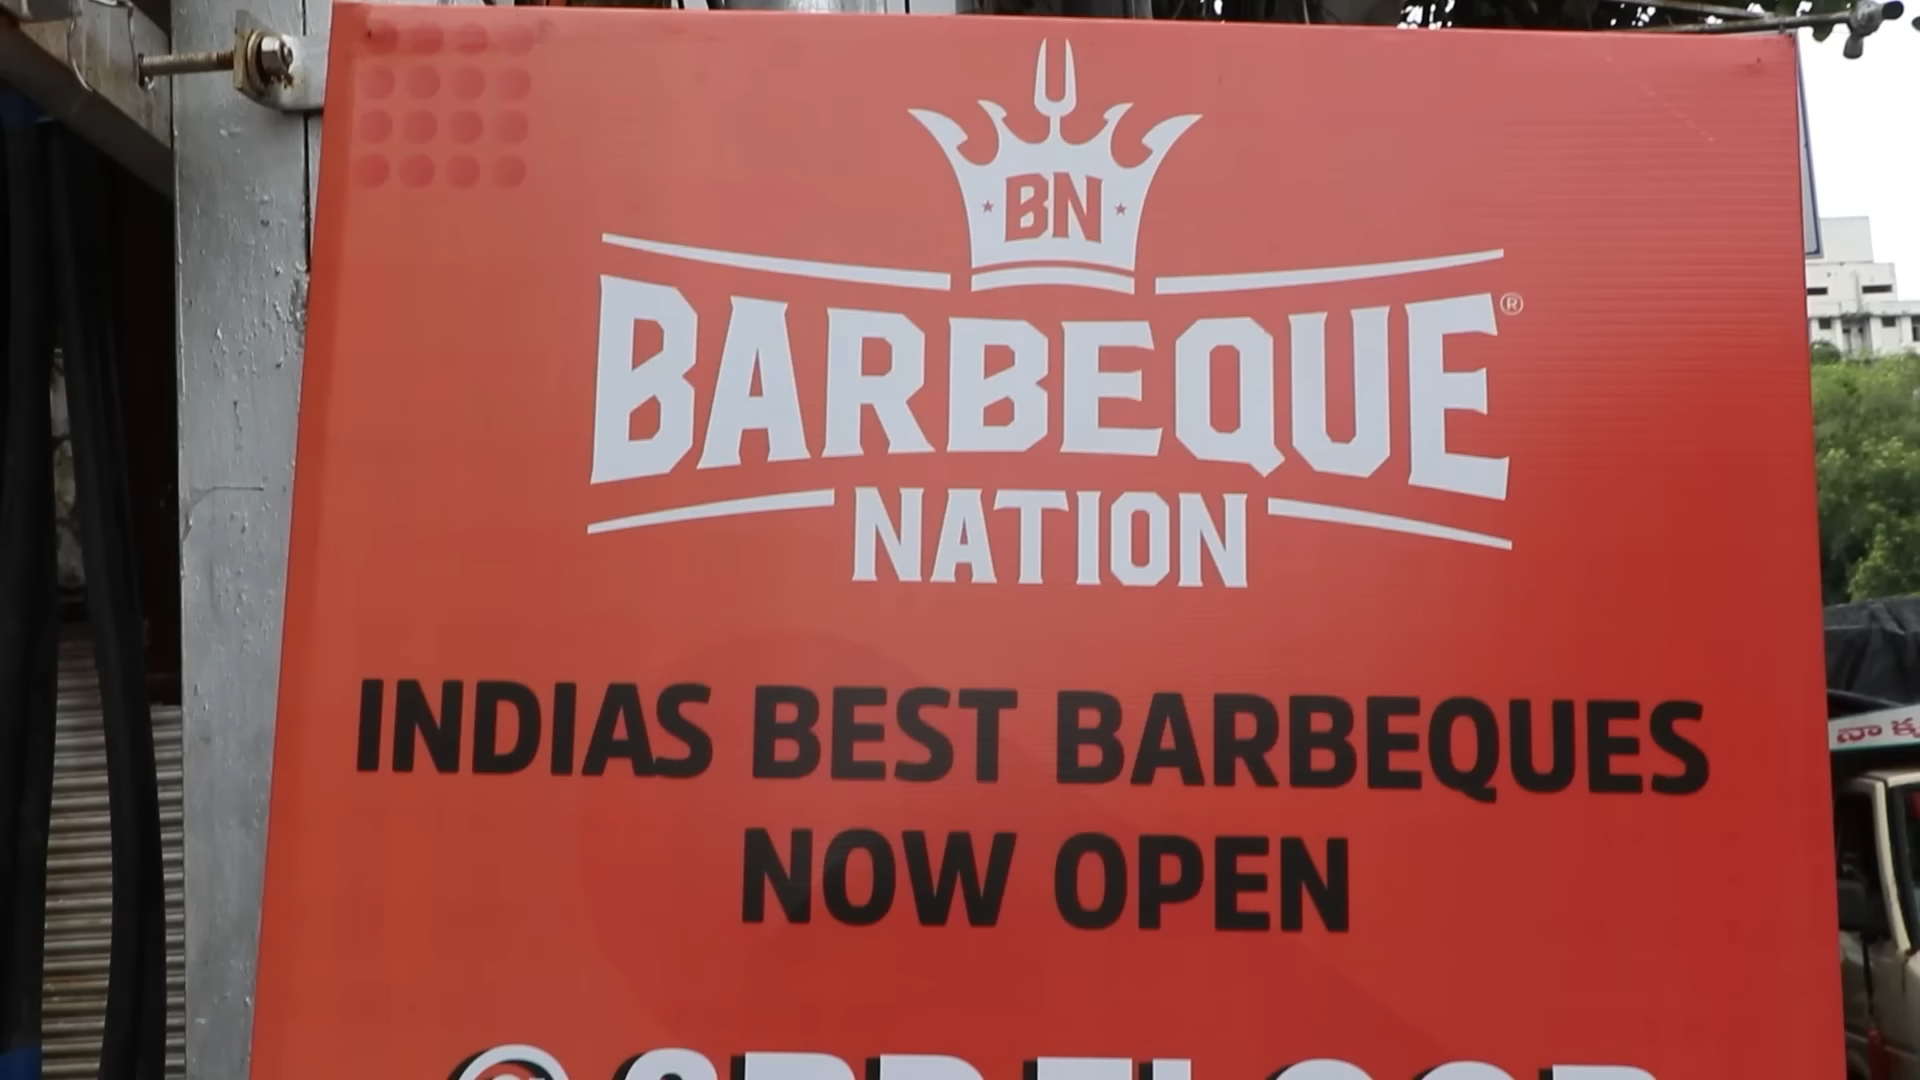 BN
BARBEQUE®
NATION
INDIAS BEST BARBEQUES
NOW OPEN